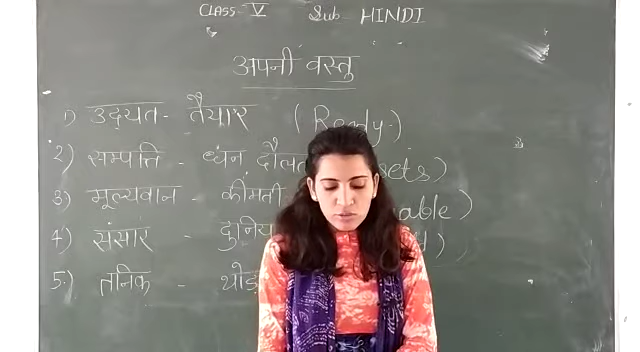 CLASS- V Sub- HINDI
अपनी वस्तु
1) उद्यत- तैयार (Ready-)
2) सम्पत्ति - धन दौलत
3) मूल्यवान - कीमती
4) संसार -
5.) तनिक -